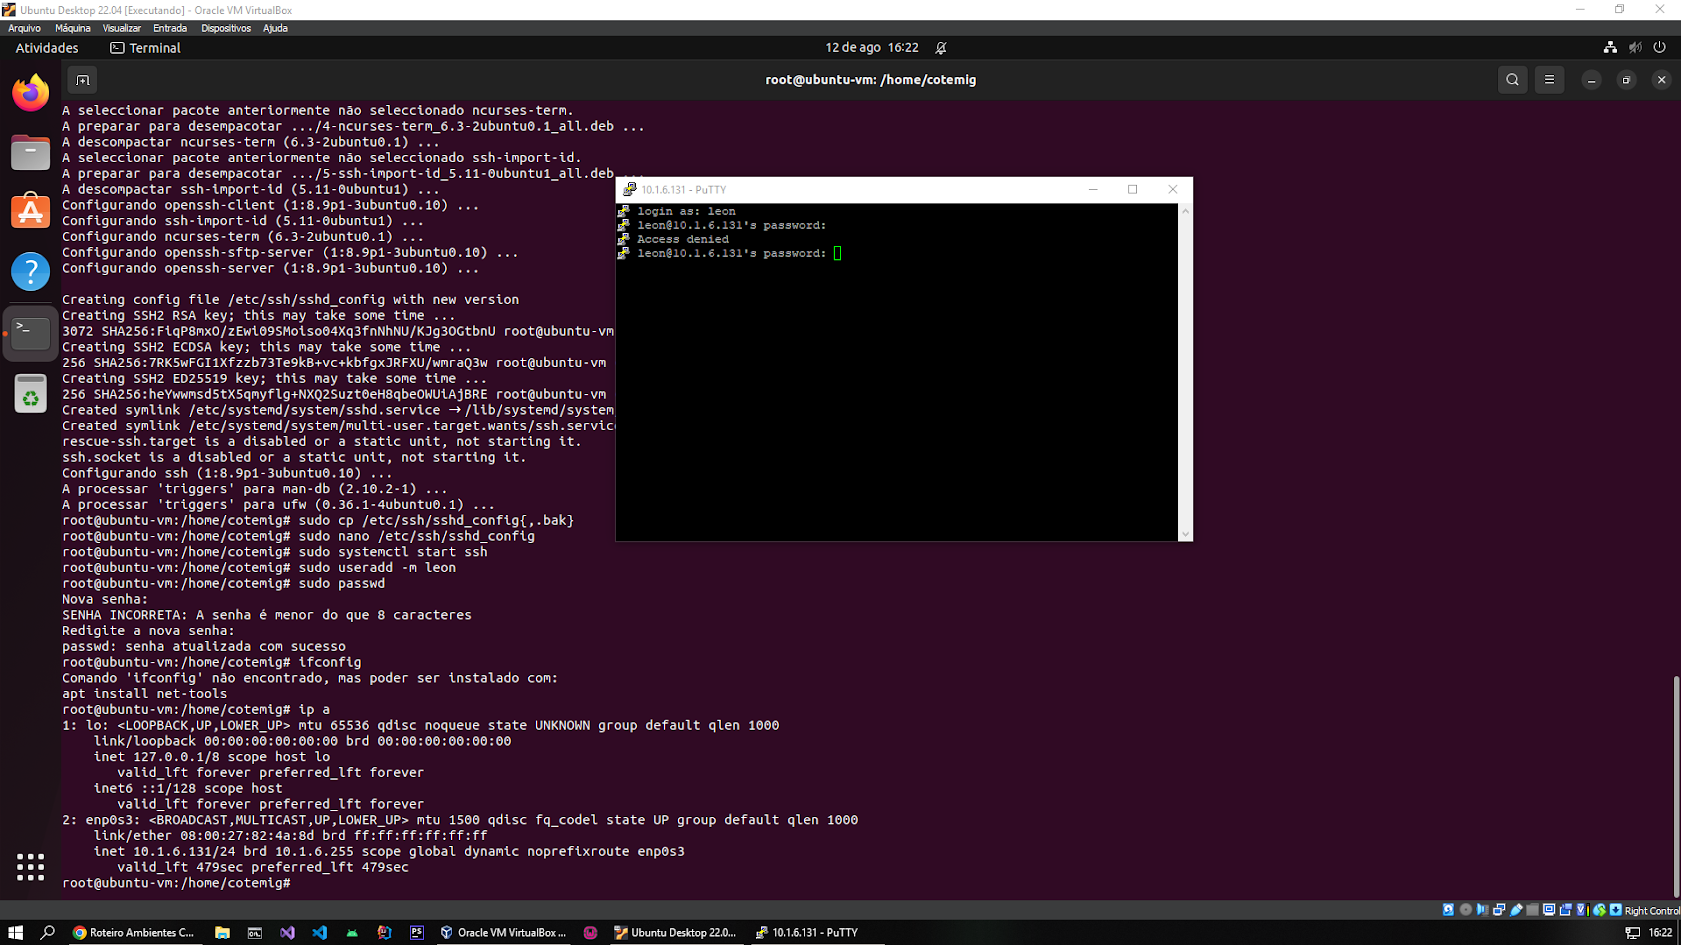 Ubuntu Desktop 22.04 [Executando] - Oracle VM VirtualBox
Arquivo Máquina Visualizar Entrada Dispositivos Ajuda
Atividades Terminal 12 de ago 16:22
root@ubuntu-vm: /home/cotemig
A seleccionar pacote anteriormente não seleccionado ncurses-term.
A preparar para desempacotar .../4-ncurses-term_6.3-2ubuntu0.1_all.deb ...
A descompactar ncurses-term (6.3-2ubuntu0.1) ...
A seleccionar pacote anteriormente não seleccionado ssh-import-id.
A preparar para desempacotar .../5-ssh-import-id_5.11-0ubuntu1_all.deb ...
A descompactar ssh-import-id (5.11-0ubuntu1) ...
Configurando openssh-client (1:8.9p1-3ubuntu0.10) ...
Configurando ssh-import-id (5.11-0ubuntu1) ...
Configurando ncurses-term (6.3-2ubuntu0.1) ...
Configurando openssh-sftp-server (1:8.9p1-3ubuntu0.10) ...
Configurando openssh-server (1:8.9p1-3ubuntu0.10) ...
Creating config file /etc/ssh/sshd_config with new version
Creating SSH2 RSA key; this may take some time ...
3072 SHA256:FiqP8mxO/zEwi09SMoiso04Xq3fnNhNU/KJg3OGtbnU root@ubuntu-vm
Creating SSH2 ECDSA key; this may take some time ...
256 SHA256:7RK5wFGI1Xfzzb73Te9kB+vc+kbfgxJRFXU/wmraQ3w root@ubuntu-vm
Creating SSH2 ED25519 key; this may take some time ...
256 SHA256:heYwwmsd5tX5qmyflg+NXQ2Suzt0eH8qbeOWUiAjBRE root@ubuntu-vm
Created symlink /etc/systemd/system/sshd.service → /lib/systemd/system
Created symlink /etc/systemd/system/multi-user.target.wants/ssh.servic
rescue-ssh.target is a disabled or a static unit, not starting it.
ssh.socket is a disabled or a static unit, not starting it.
Configurando ssh (1:8.9p1-3ubuntu0.10) ...
A processar 'triggers' para man-db (2.10.2-1) ...
A processar 'triggers' para ufw (0.36.1-4ubuntu0.1) ...
root@ubuntu-vm:/home/cotemig# sudo cp /etc/ssh/sshd_config{,.bak}
root@ubuntu-vm:/home/cotemig# sudo nano /etc/ssh/sshd_config
root@ubuntu-vm:/home/cotemig# sudo systemctl start ssh
root@ubuntu-vm:/home/cotemig# sudo useradd -m leon
root@ubuntu-vm:/home/cotemig# sudo passwd
Nova senha:
SENHA INCORRETA: A senha é menor do que 8 caracteres
Redigite a nova senha:
passwd: senha atualizada com sucesso
root@ubuntu-vm:/home/cotemig# ifconfig
Comando 'ifconfig' não encontrado, mas poder ser instalado com:
apt install net-tools
root@ubuntu-vm:/home/cotemig# ip a
1: lo: <LOOPBACK,UP,LOWER_UP> mtu 65536 qdisc noqueue state UNKNOWN group default qlen 1000
link/loopback 00:00:00:00:00:00 brd 00:00:00:00:00:00
inet 127.0.0.1/8 scope host lo
valid_lft forever preferred_lft forever
inet6 ::1/128 scope host
valid_lft forever preferred_lft forever
2: enp0s3: <BROADCAST,MULTICAST,UP,LOWER_UP> mtu 1500 qdisc fq_codel state UP group default qlen 1000
link/ether 08:00:27:82:4a:8d brd ff:ff:ff:ff:ff:ff
inet 10.1.6.131/24 brd 10.1.6.255 scope global dynamic noprefixroute enp0s3
valid_lft 479sec preferred_lft 479sec
root@ubuntu-vm:/home/cotemig#
10.1.6.131 - PuTTY
login as: leon
leon@10.1.6.131's password:
Access denied
leon@10.1.6.131's password:
Right Control
Roteiro Ambientes C... Oracle VM VirtualBox ... Ubuntu Desktop 22.0... 10.1.6.131 - PuTTY 16:22